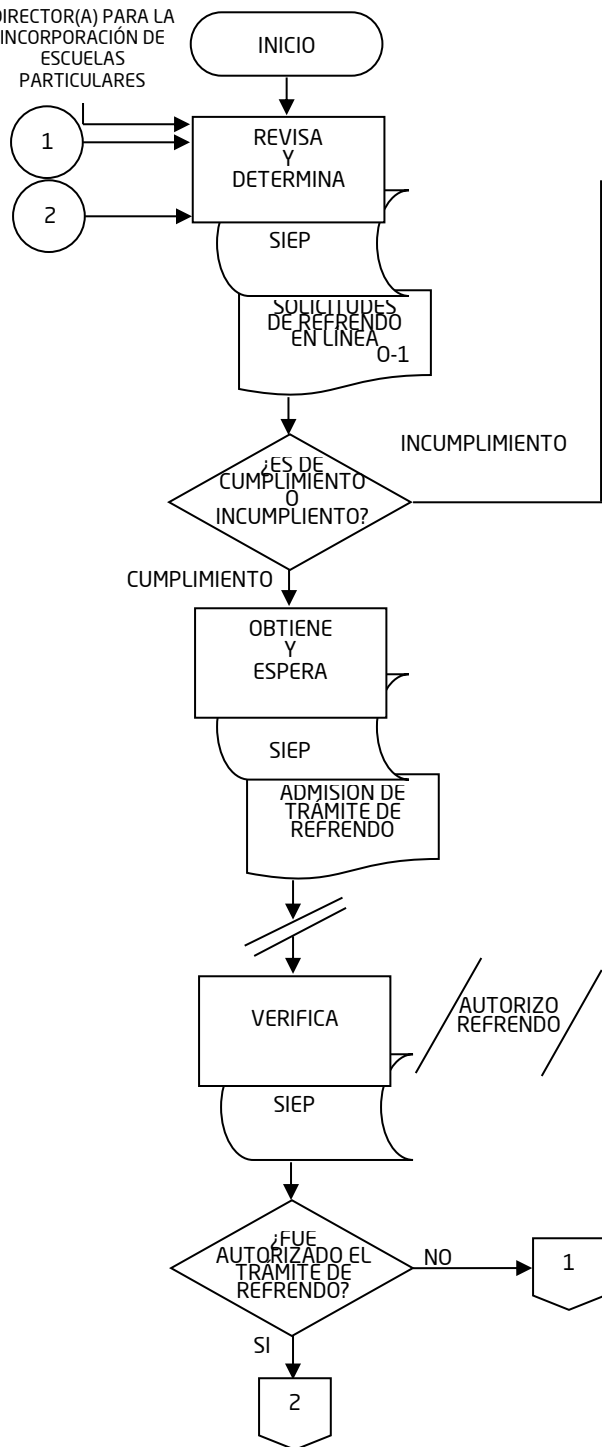 DIRECTOR(A) PARA LA
INCORPORACIÓN DE
ESCUELAS
PARTICULARES
INICIO
1
2
REVISA
Y
DETERMINA
SIEP
SOLICITUDES
DE REFRENDO
EN LÍNEA
O-1
¿ES DE
CUMPLIMIENTO
O
INCUMPLIENTO?
INCUMPLIMIENTO
CUMPLIMIENTO
OBTIENE
Y
ESPERA
SIEP
ADMISIÓN DE
TRÁMITE DE
REFRENDO
VERIFICA
AUTORIZO
REFRENDO
SIEP
¿FUE
AUTORIZADO EL
TRÁMITE DE
REFRENDO?
NO
1
SI
2